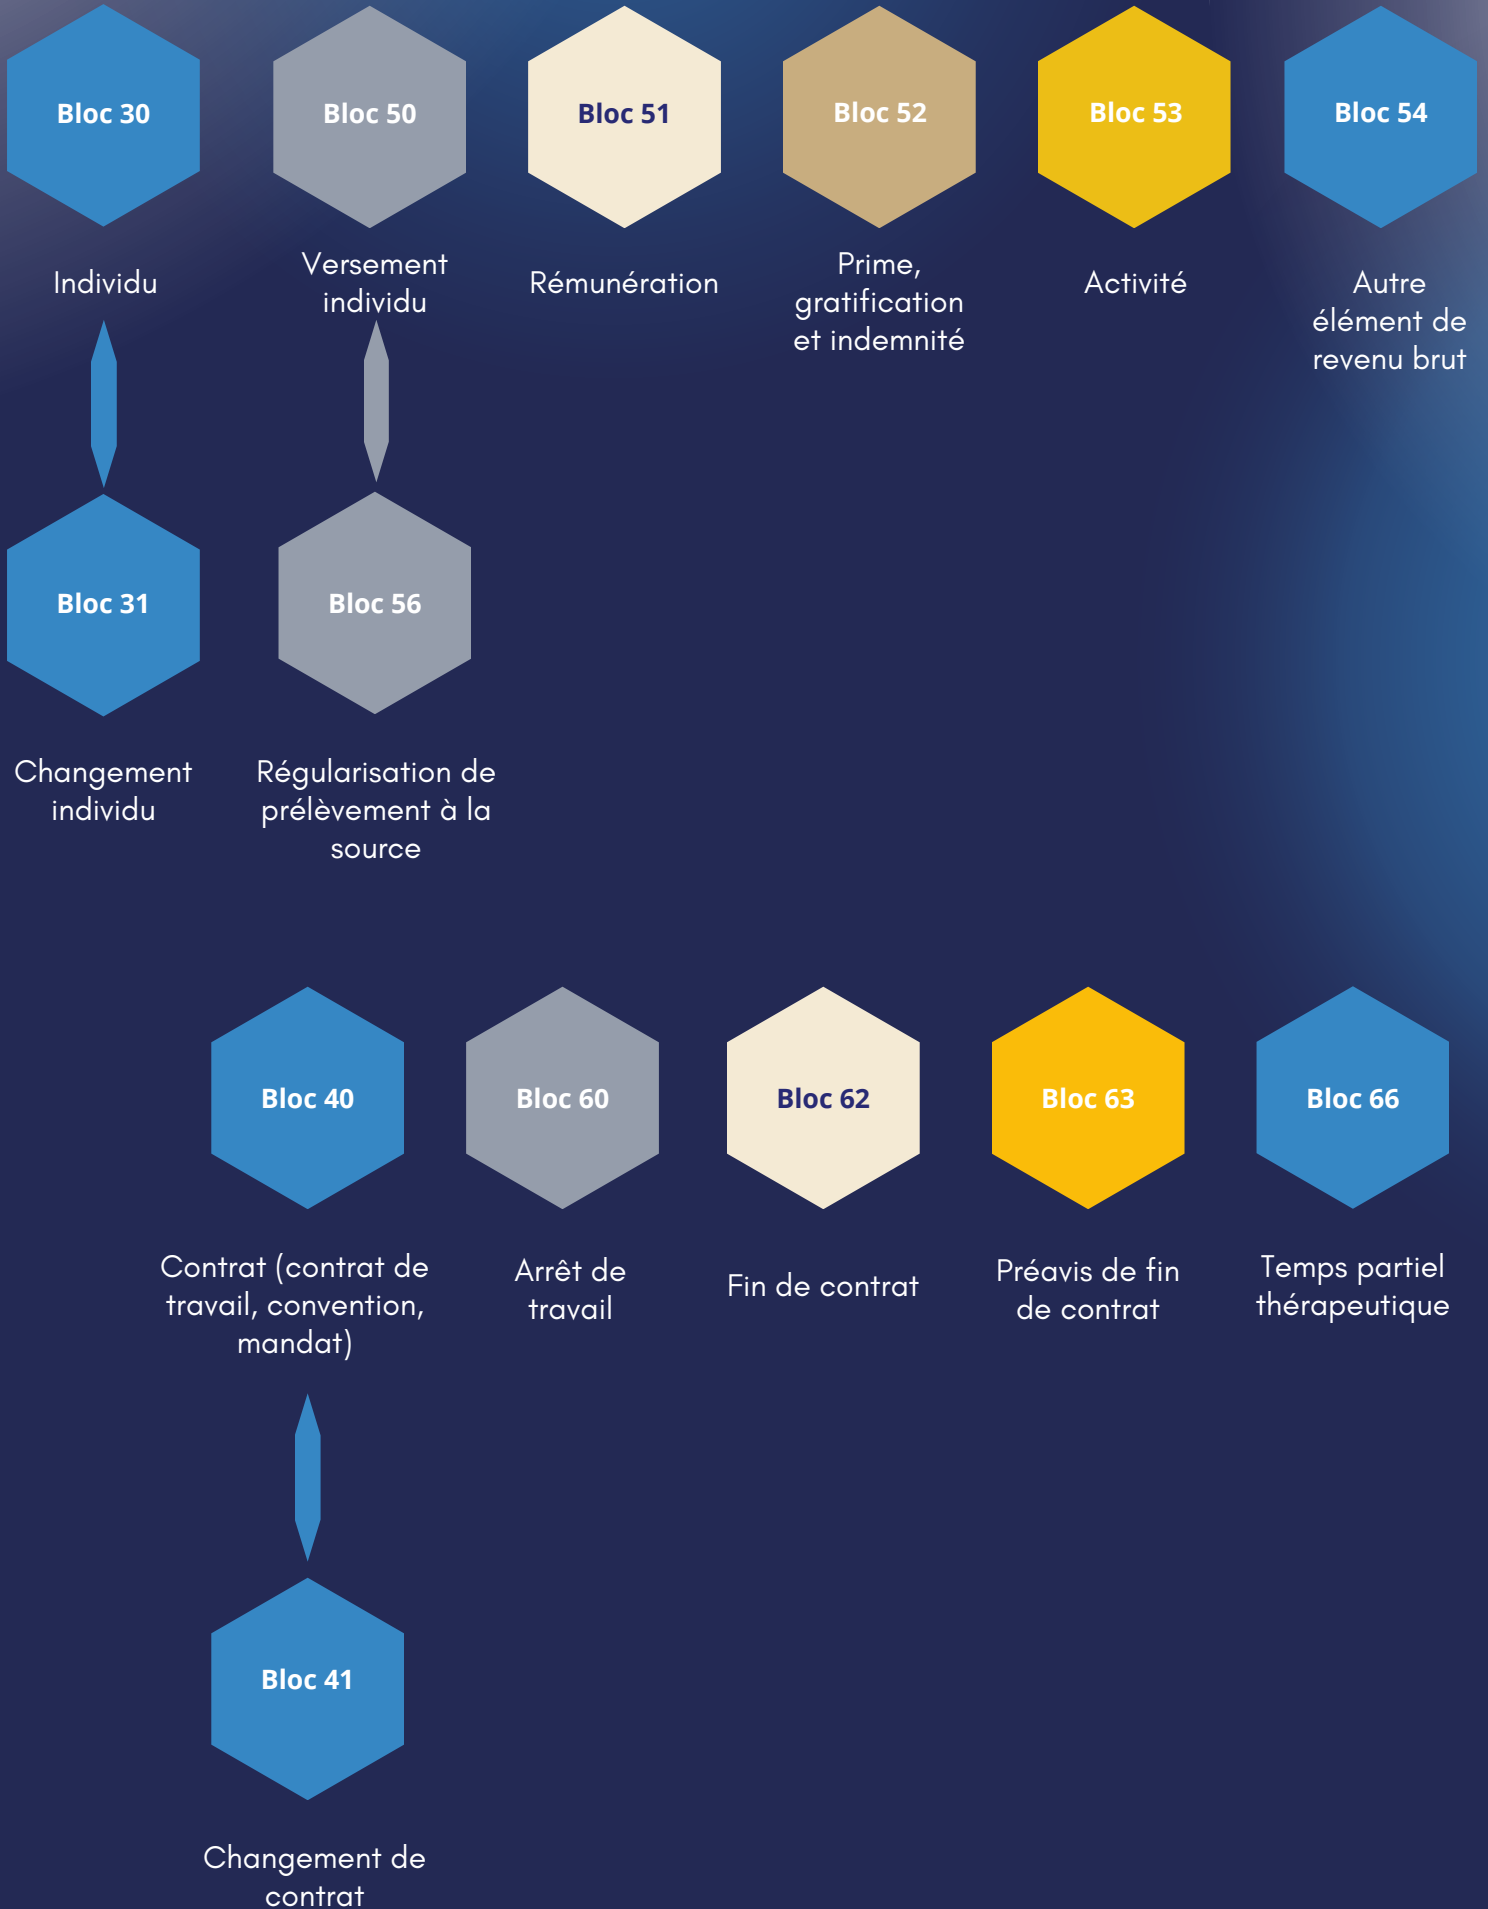 Bloc 30
Bloc 50
Bloc 51
Bloc 52
Bloc 53
Bloc 54
Individu
Versement
individu
Rémunération
Prime,
gratification
et indemnité
Activité
Autre
élément de
revenu brut
Bloc 31
Bloc 56
Changement
individu
Régularisation de
prélèvement à la
source
Bloc 40
Bloc 60
Bloc 62
Bloc 63
Bloc 66
Contrat (contrat de
travail, convention,
mandat)
Arrêt de
travail
Fin de contrat
Préavis de fin
de contrat
Temps partiel
thérapeutique
Bloc 41
Changement de
contrat